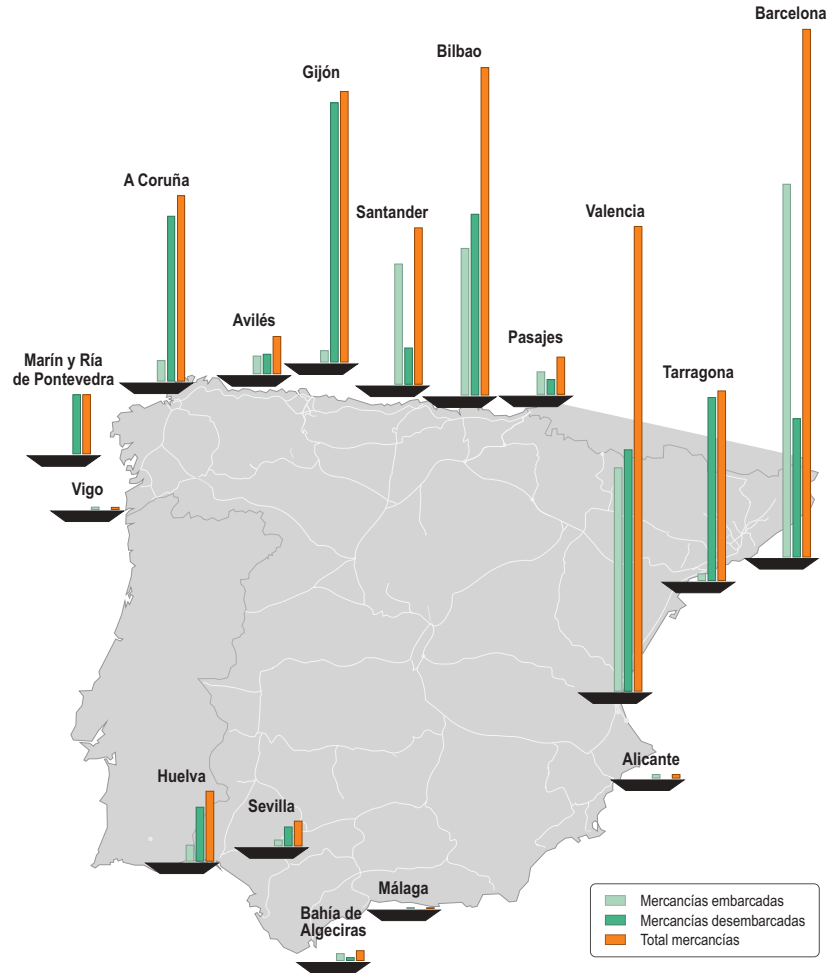 Barcelona
Bilbao
Gijón
A Coruña
Santander
Valencia
Avilés
Pasajes
Marín y Ría
de Pontevedra
Tarragona
Vigo
Alicante
Huelva
Sevilla
Málaga
Bahía de
Algeciras
Mercancías embarcadas
Mercancías desembarcadas
Total mercancías